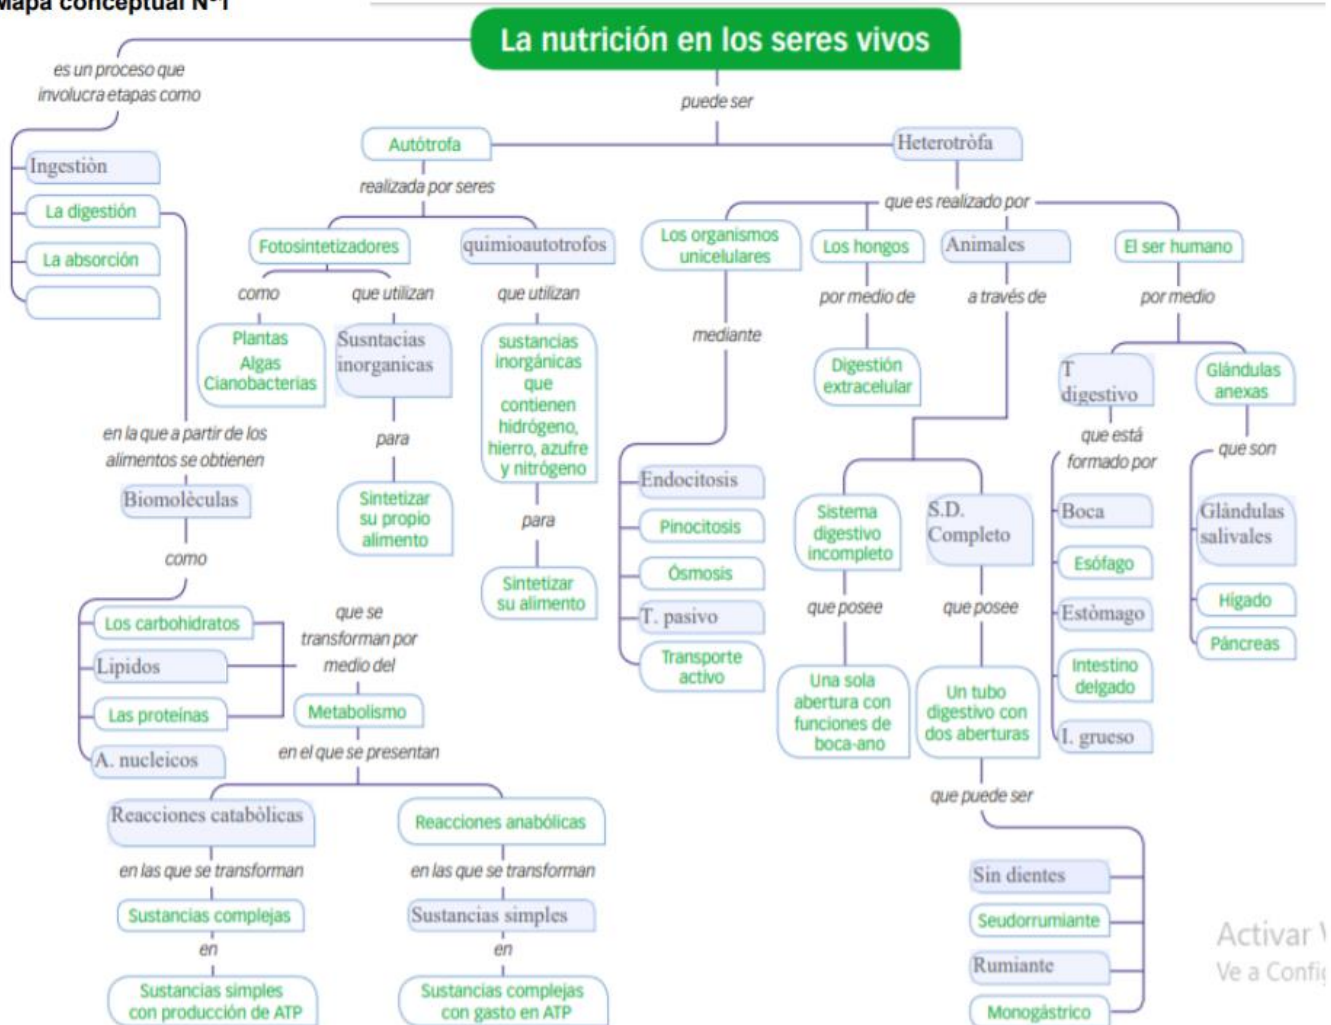 Mapa conceptual N°1
La nutrición en los seres vivos
es un proceso que
involucra etapas como
Ingestiòn
La digestión
La absorción
en la que a partir de los
alimentos se obtienen
Biomolèculas
como
Los carbohidratos
Lipidos
Las proteínas
A. nucleicos
que se
transforman por
medio del
Metabolismo
en el que se presentan
Reacciones catabòlicas
en las que se transforman
Sustancias complejas
en
Sustancias simples
con producción de ATP
Reacciones anabólicas
en las que se transforman
Sustancias simples
en
Sustancias complejas
con gasto en ATP
puede ser
Autótrofa
realizada por seres
Fotosintetizadores
como
Plantas
Algas
Cianobacterias
que utilizan
Susntacias
inorganicas
para
Sintetizar
su propio
alimento
quimioautotrofos
que utilizan
sustancias
inorgánicas
que
contienen
hidrógeno,
hierro, azufre
y nitrógeno
para
Sintetizar
su alimento
Heterotròfa
que es realizado por
Los organismos
unicelulares
mediante
Endocitosis
Pinocitosis
Ósmosis
T. pasivo
Transporte
activo
Los hongos
por medio de
Digestión
extracelular
Animales
a través de
Sistema
digestivo
incompleto
que posee
Una sola
abertura con
funciones de
boca-ano
S.D.
Completo
que posee
Un tubo
digestivo con
dos aberturas
que puede ser
Sin dientes
Seudorrumiante
Rumiante
Monogástrico
El ser humano
por medio
T
digestivo
que está
formado por
Boca
Esófago
Estòmago
Intestino
delgado
I. grueso
Glándulas
anexas
que son
Glàndulas
salivales
Hígado
Páncreas
Activar
Ve a Config